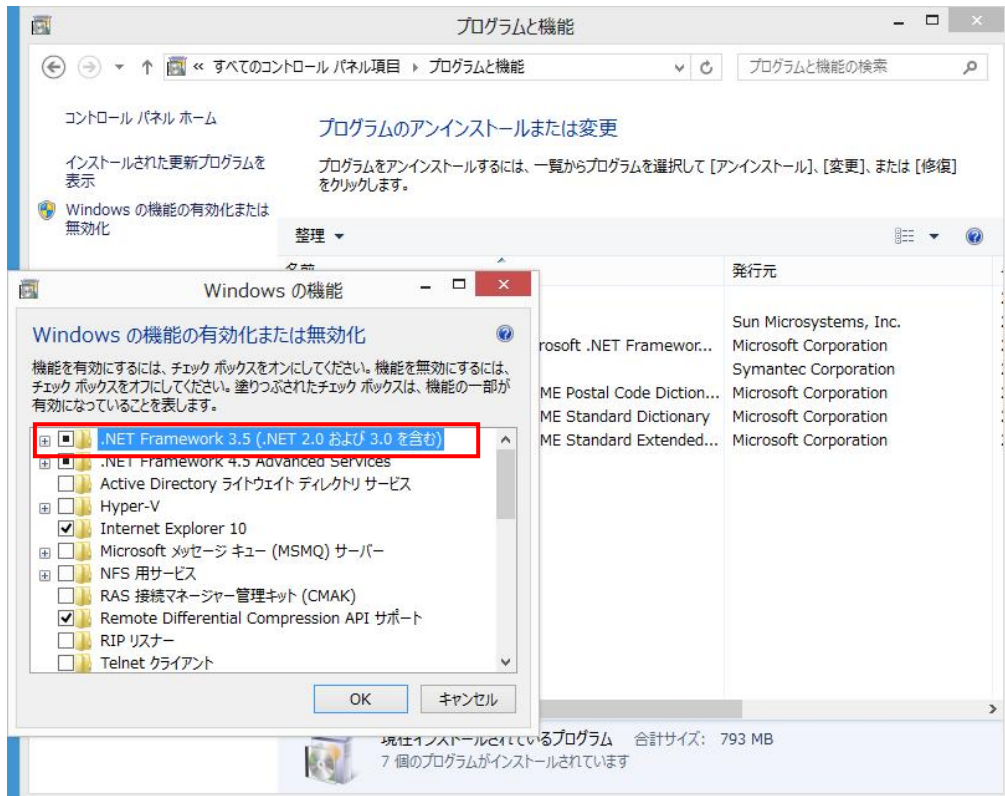 プログラムと機能
« すべてのコントロール パネル項目 ▸ プログラムと機能
プログラムと機能の検索
コントロール パネル ホーム
インストールされた更新プログラムを
表示
Windows の機能の有効化または
無効化
プログラムのアンインストールまたは変更
プログラムをアンインストールするには、一覧からプログラムを選択して [アンインストール]、[変更]、または [修復]
をクリックします。
整理
名前
発行元
Sun Microsystems, Inc.
rosoft .NET Framewor... Microsoft Corporation
Symantec Corporation
ME Postal Code Diction... Microsoft Corporation
ME Standard Dictionary Microsoft Corporation
ME Standard Extended... Microsoft Corporation
Windows の機能
Windows の機能の有効化または無効化
機能を有効にするには、チェック ボックスをオンにしてください。機能を無効にするには、
チェック ボックスをオフにしてください。塗りつぶされたチェック ボックスは、機能の一部が
有効になっていることを表します。
.NET Framework 3.5 (.NET 2.0 および 3.0 を含む)
.NET Framework 4.5 Advanced Services
Active Directory ライトウェイト ディレクトリ サービス
Hyper-V
Internet Explorer 10
Microsoft メッセージ キュー (MSMQ) サーバー
NFS 用サービス
RAS 接続マネージャー管理キット (CMAK)
Remote Differential Compression API サポート
RIP リスナー
Telnet クライアント
OK
キャンセル
現在インストールされているプログラム 合計サイズ: 793 MB
7 個のプログラムがインストールされています